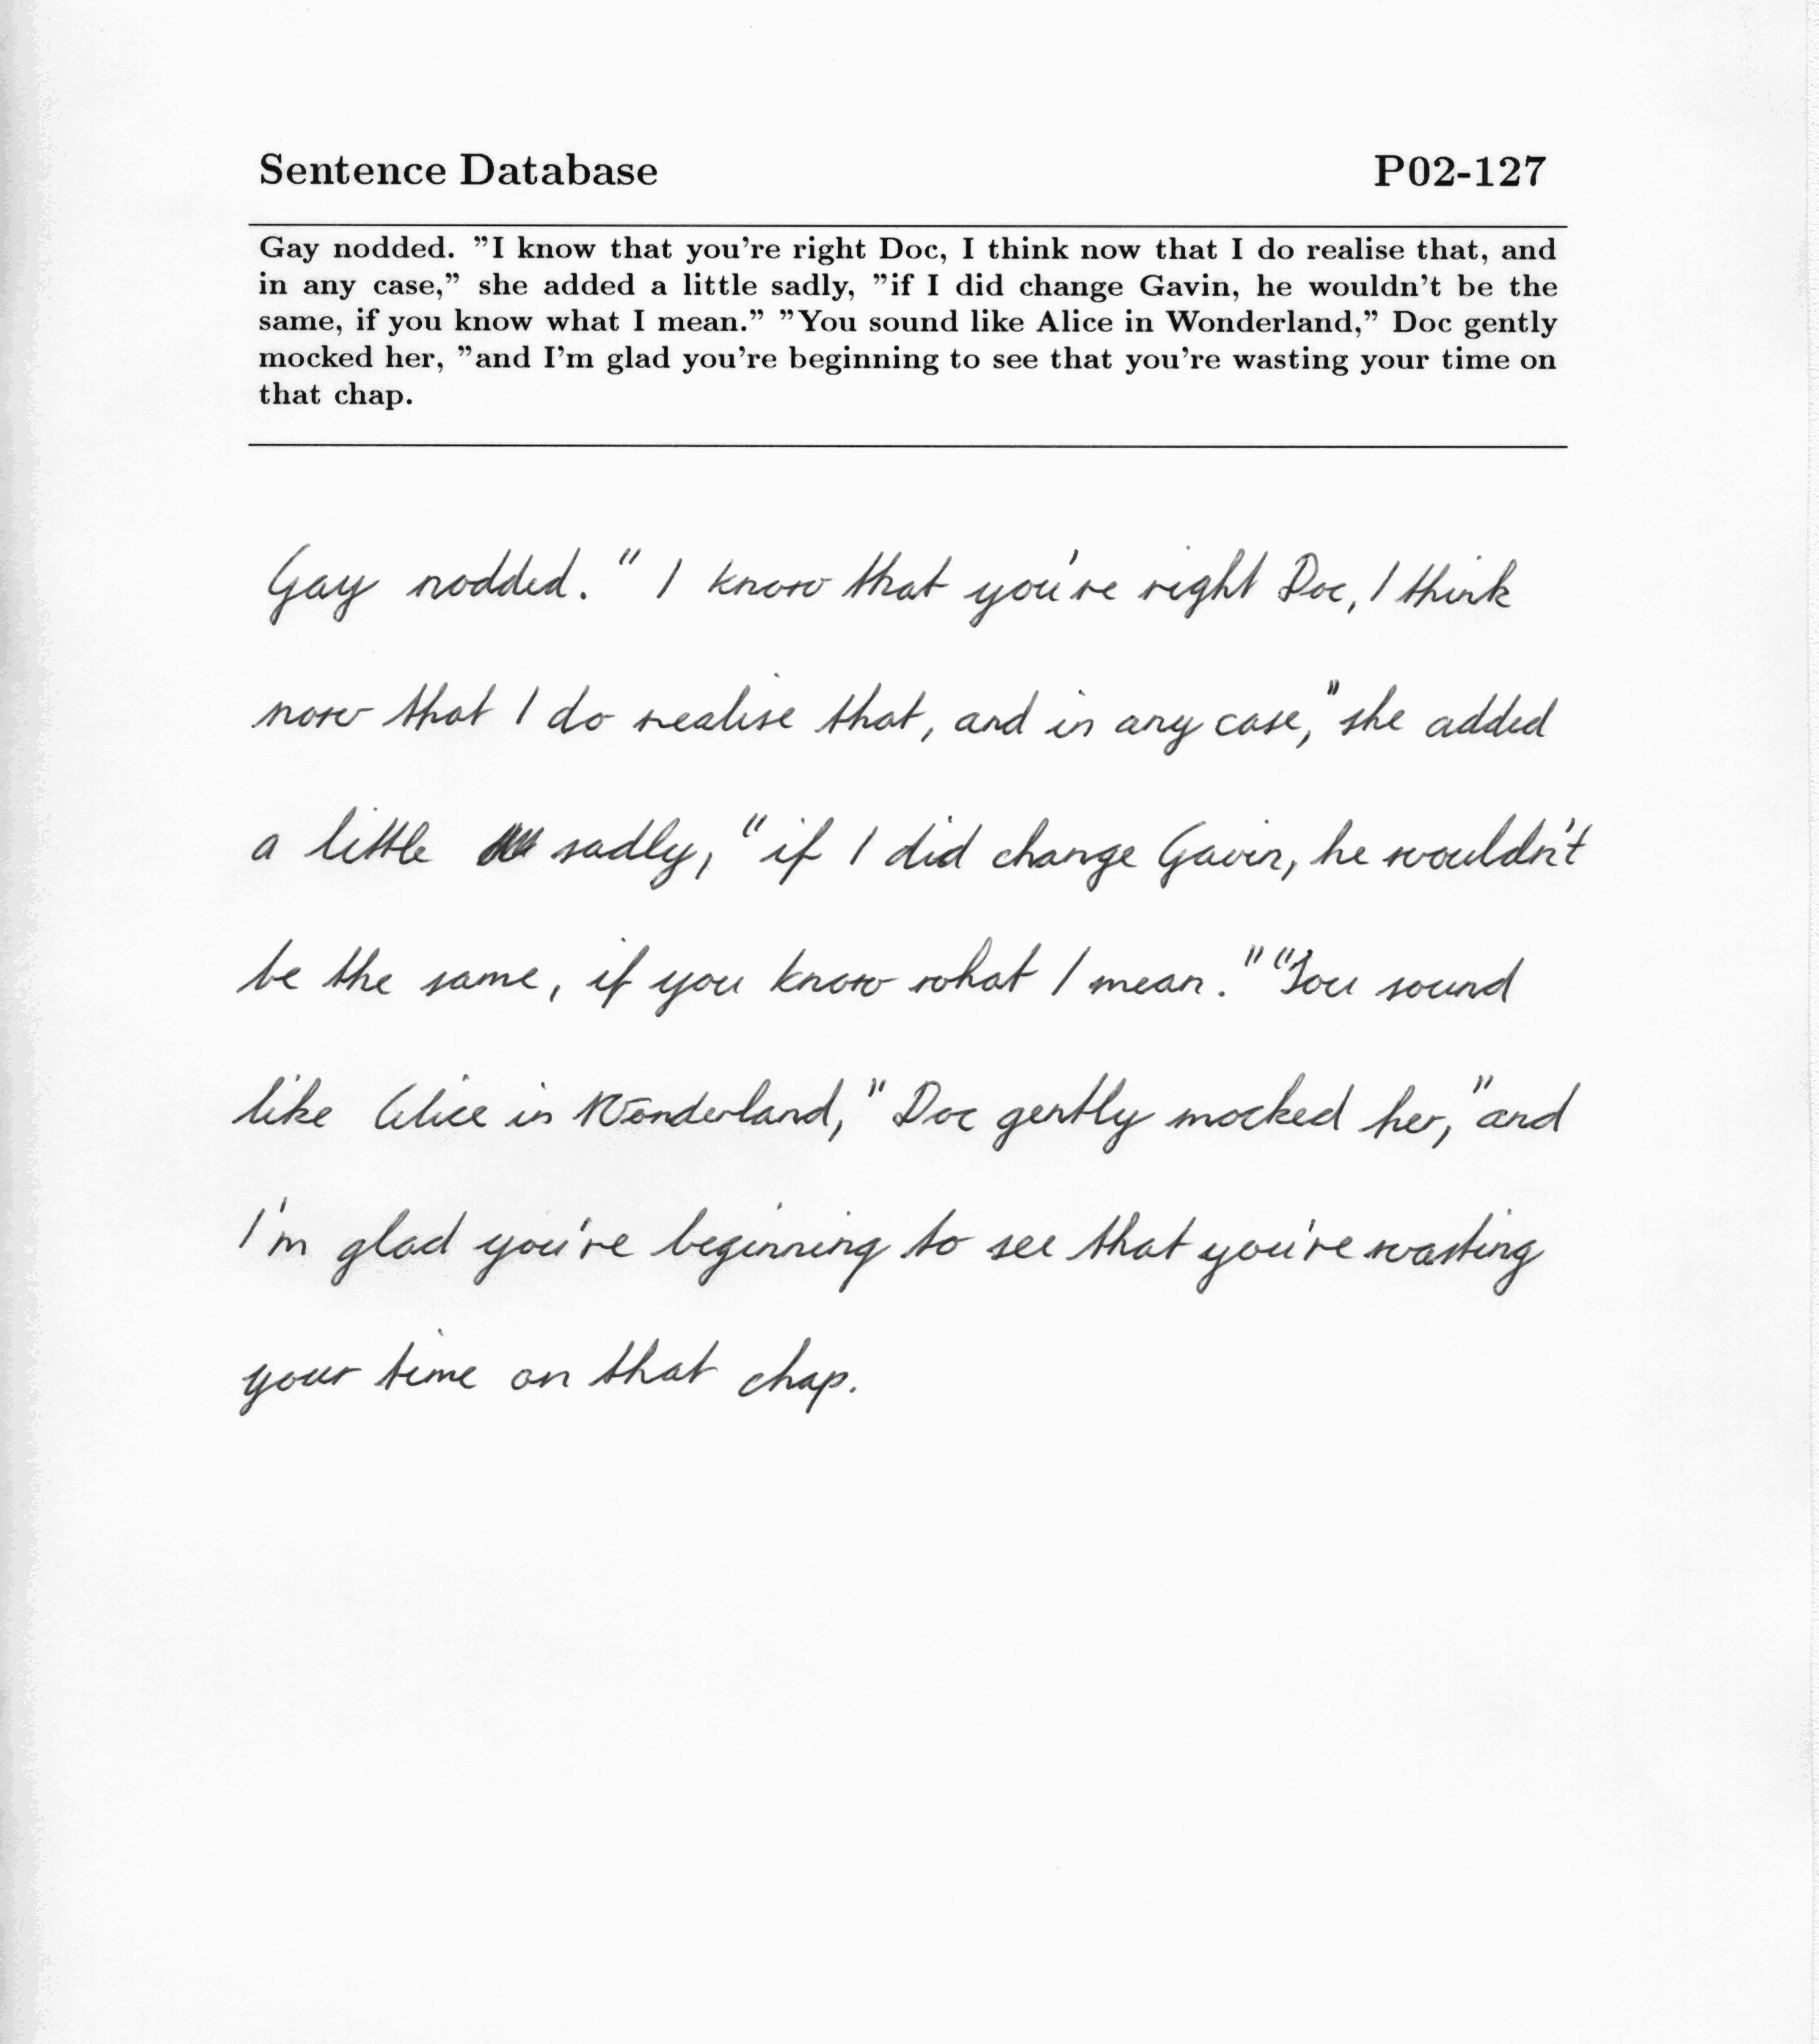 Sentence Database P02-127
Gay nodded. ”I know that you’re right Doc, I think now that I do realise that, and
in any case,” she added a little sadly, ”if I did change Gavin, he wouldn’t be the
same, if you know what I mean.” ”You sound like Alice in Wonderland,” Doc gently
mocked her, ”and I’m glad you’re beginning to see that you’re wasting your time on
that chap.
Gay nodded. "I know that you're right Doc, I think
now that I do realise that, and in any case," she added
a little sadly, "if I did change Gavin, he wouldn't
be the same, if you know what I mean." "You sound
like Alice in Wonderland," Doc gently mocked her, "and
I'm glad you're beginning to see that you're wasting
your time on that chap.